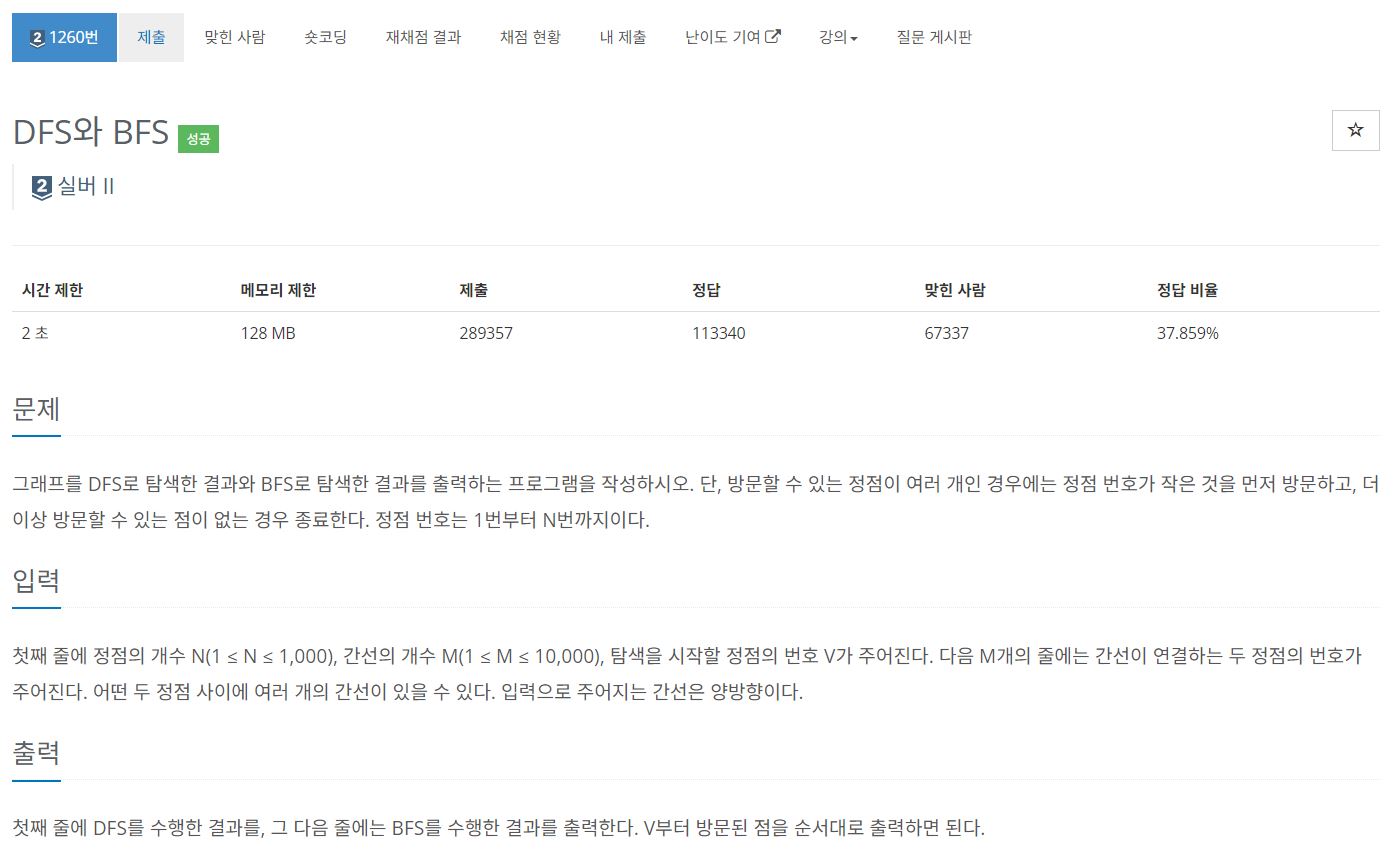 2 1260번 제출 맞힌 사람 숏코딩 재채점 결과 채점 현황 내 제출 난이도 기여 강의 질문 게시판
DFS와 BFS 성공
2 실버 II
시간 제한 메모리 제한 제출 정답 맞힌 사람 정답 비율
2 초 128 MB 289357 113340 67337 37.859%
문제
그래프를 DFS로 탐색한 결과와 BFS로 탐색한 결과를 출력하는 프로그램을 작성하시오. 단, 방문할 수 있는 정점이 여러 개인 경우에는 정점 번호가 작은 것을 먼저 방문하고, 더
이상 방문할 수 있는 점이 없는 경우 종료한다. 정점 번호는 1번부터 N번까지이다.
입력
첫째 줄에 정점의 개수 N(1 ≤ N ≤ 1,000), 간선의 개수 M(1 ≤ M ≤ 10,000), 탐색을 시작할 정점의 번호 V가 주어진다. 다음 M개의 줄에는 간선이 연결하는 두 정점의 번호가
주어진다. 어떤 두 정점 사이에 여러 개의 간선이 있을 수 있다. 입력으로 주어지는 간선은 양방향이다.
출력
첫째 줄에 DFS를 수행한 결과를, 그 다음 줄에는 BFS를 수행한 결과를 출력한다. V부터 방문된 점을 순서대로 출력하면 된다.